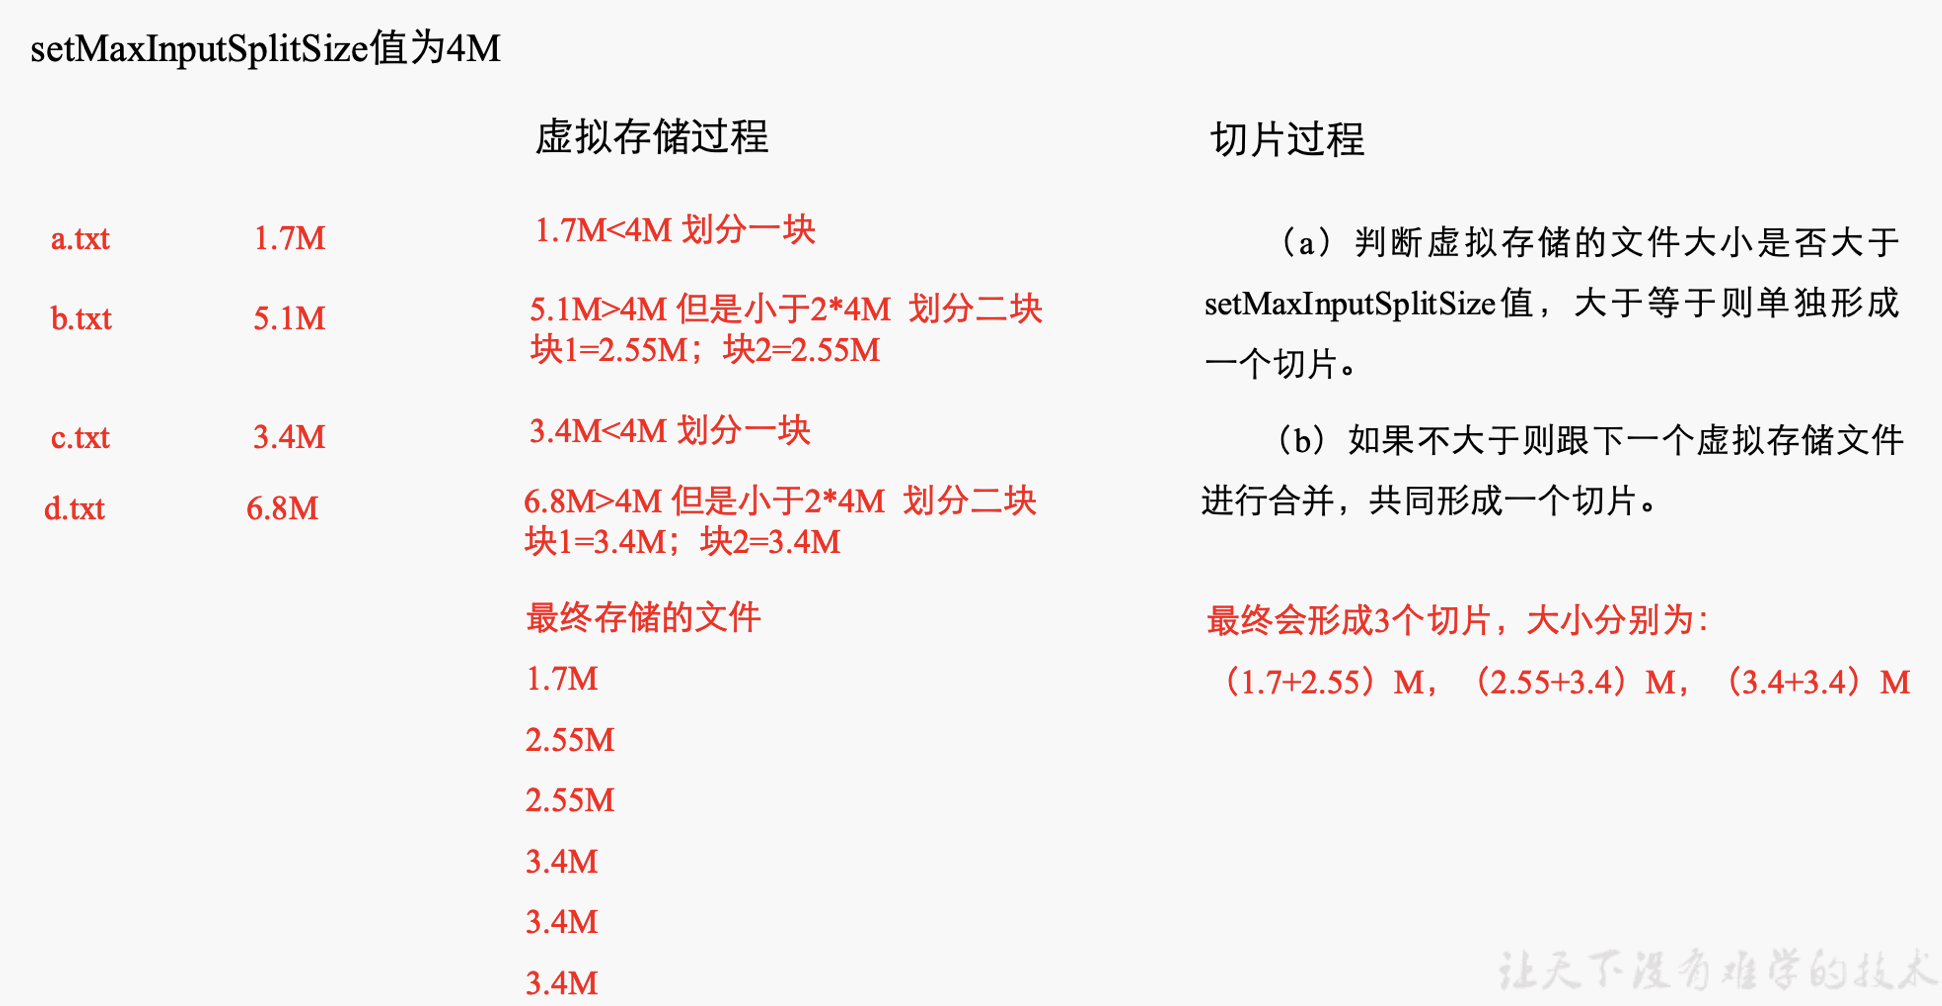 setMaxInputSplitSize值为4M
虚拟存储过程
切片过程
a.txt 1.7M 1.7M<4M 划分一块
b.txt 5.1M 5.1M>4M 但是小于2*4M 划分二块
块1=2.55M；块2=2.55M
c.txt 3.4M 3.4M<4M 划分一块
d.txt 6.8M 6.8M>4M 但是小于2*4M 划分二块
块1=3.4M；块2=3.4M
最终存储的文件
1.7M
2.55M
2.55M
3.4M
3.4M
3.4M
（a）判断虚拟存储的文件大小是否大于
setMaxInputSplitSize值，大于等于则单独形成
一个切片。
（b）如果不大于则跟下一个虚拟存储文件
进行合并，共同形成一个切片。
最终会形成3个切片，大小分别为：
（1.7+2.55）M，（2.55+3.4）M，（3.4+3.4）M
让天下没有难学的技术